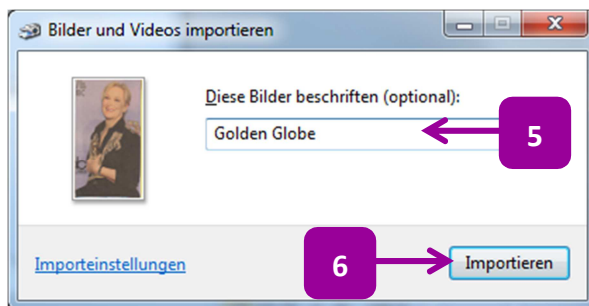 Bilder und Videos importieren
Diese Bilder beschriften (optional):
Golden Globe
5
Importeinstellungen
6
Importieren